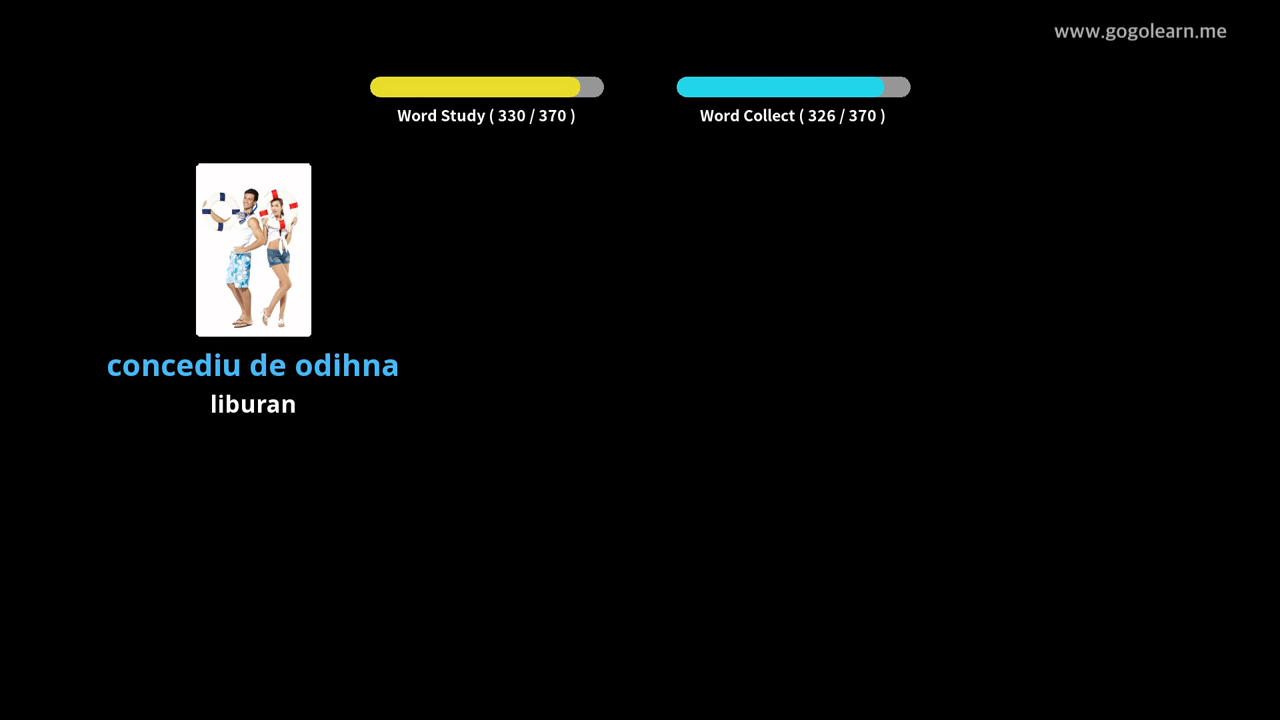 www.gogolearn.me
Word Study ( 330 / 370 )
Word Collect ( 326 / 370 )
concediu de odihna
liburan